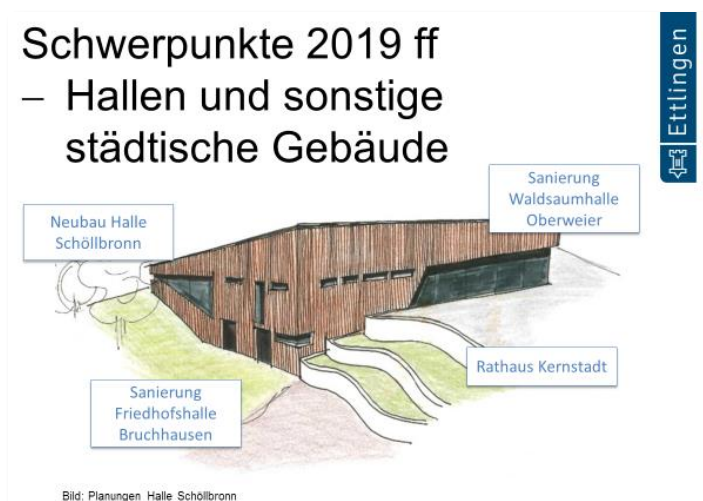 Schwerpunkte 2019 ff
– Hallen und sonstige
städtische Gebäude
Ettlingen
Sanierung
Waldsaumhalle
Oberweier
Neubau Halle
Schöllbronn
Rathaus Kernstadt
Sanierung
Friedhofshalle
Bruchhausen
Bild: Planungen Halle Schöllbronn